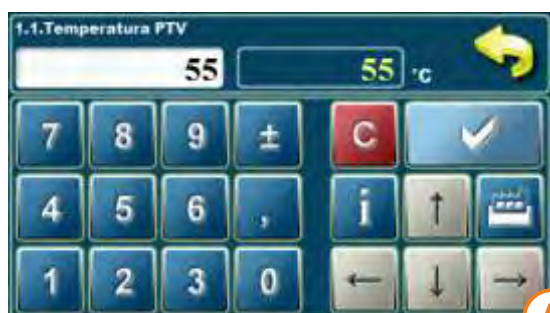 1.1.Temperatura PTV
55 55 °C
7 8 9 ± C
4 5 6 , i ↑
1 2 3 0 ← ↓ →